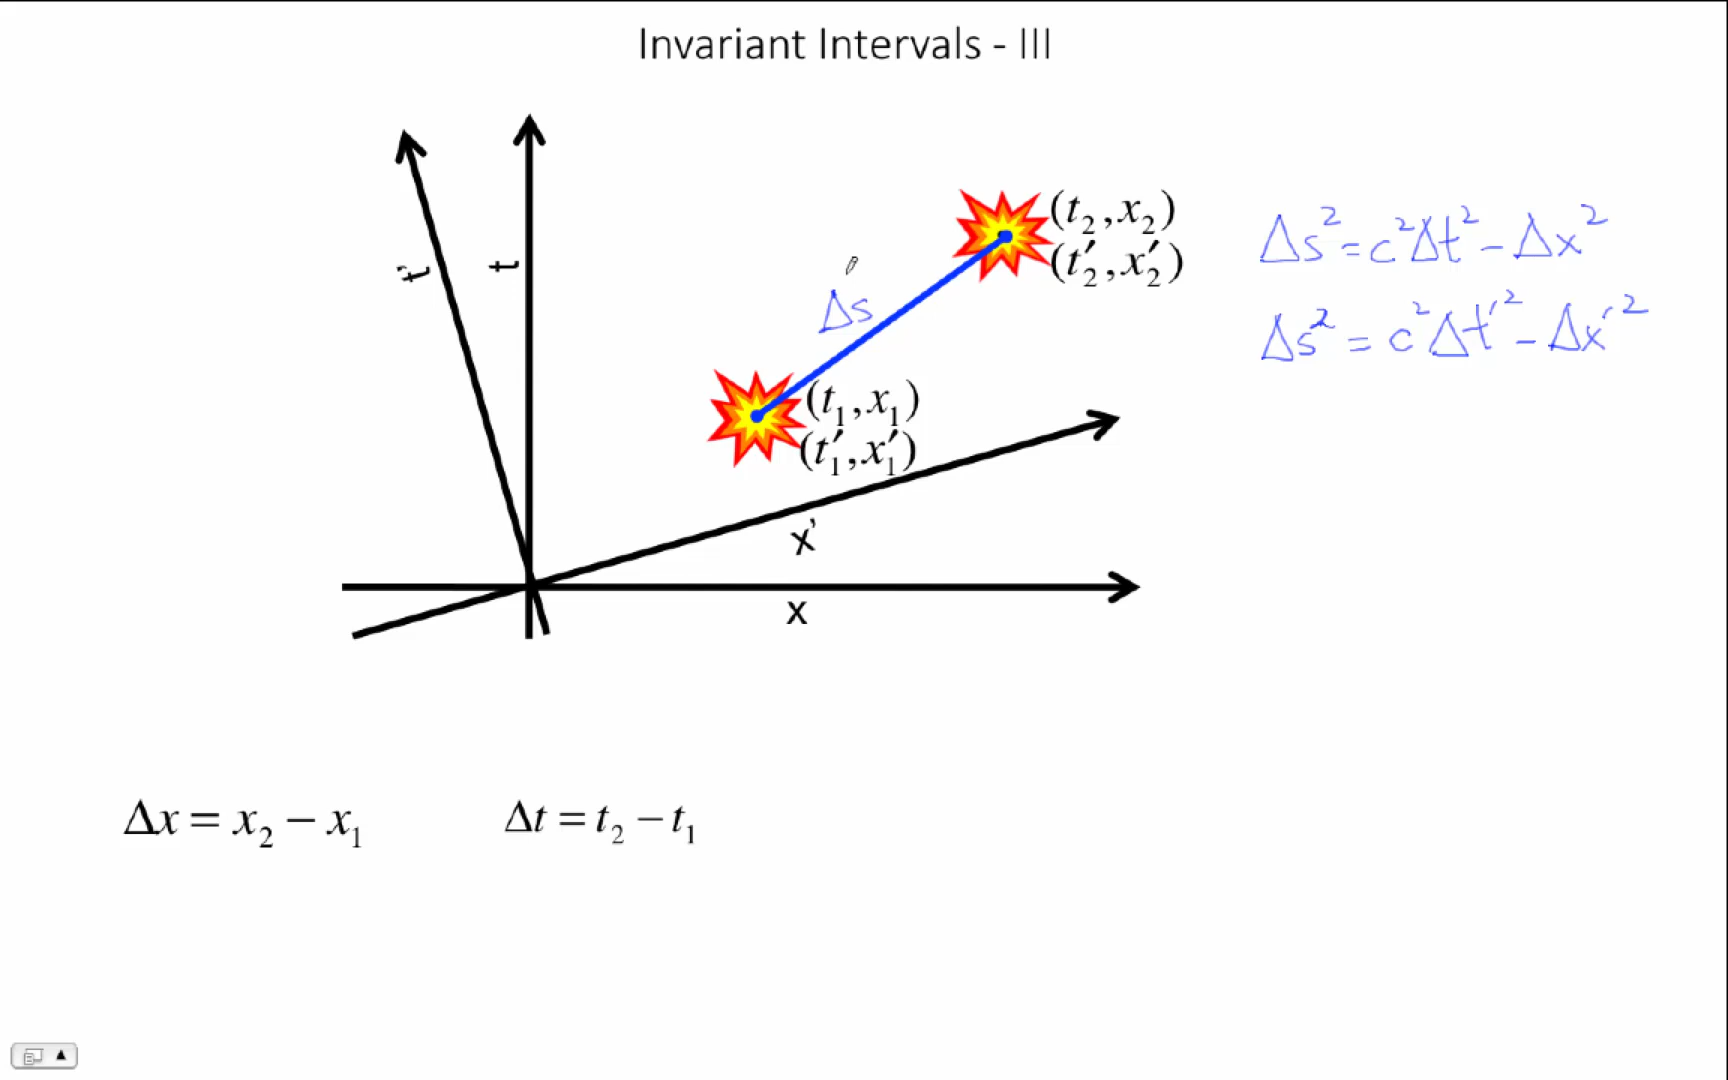 Invariant Intervals - III
t'
t
(t₂, x₂)
(t′₂, x′₂)
Δs² = c²Δt² - Δx²
Δs² = c²Δt′² - Δx′²
Δs
(t₁, x₁)
(t′₁, x′₁)
x'
x
Δx = x₂ − x₁
Δt = t₂ − t₁